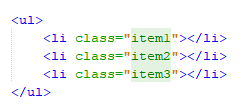 <ul>
    <li class="item1"></li>
    <li class="item2"></li>
    <li class="item3"></li>
</ul>